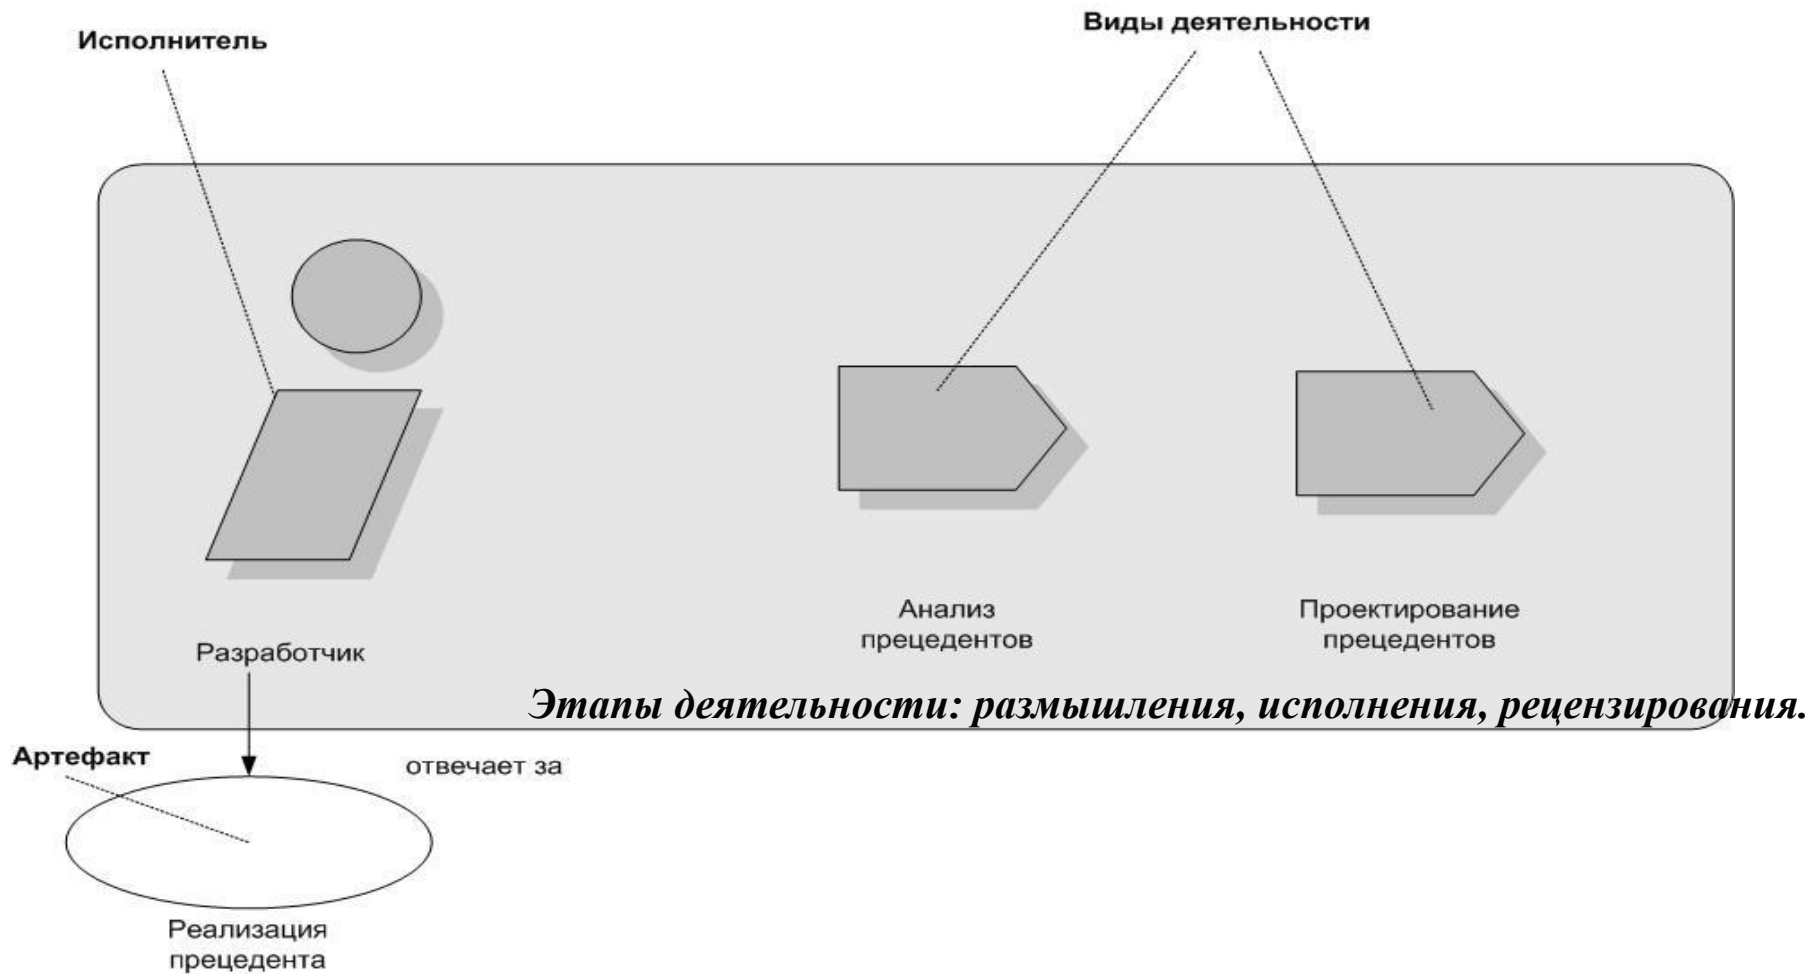 Исполнитель
Виды деятельности
Анализ
прецедентов
Проектирование
прецедентов
Разработчик
Этапы деятельности: размышления, исполнения, рецензирования.
Артефакт
отвечает за
Реализация
прецедента